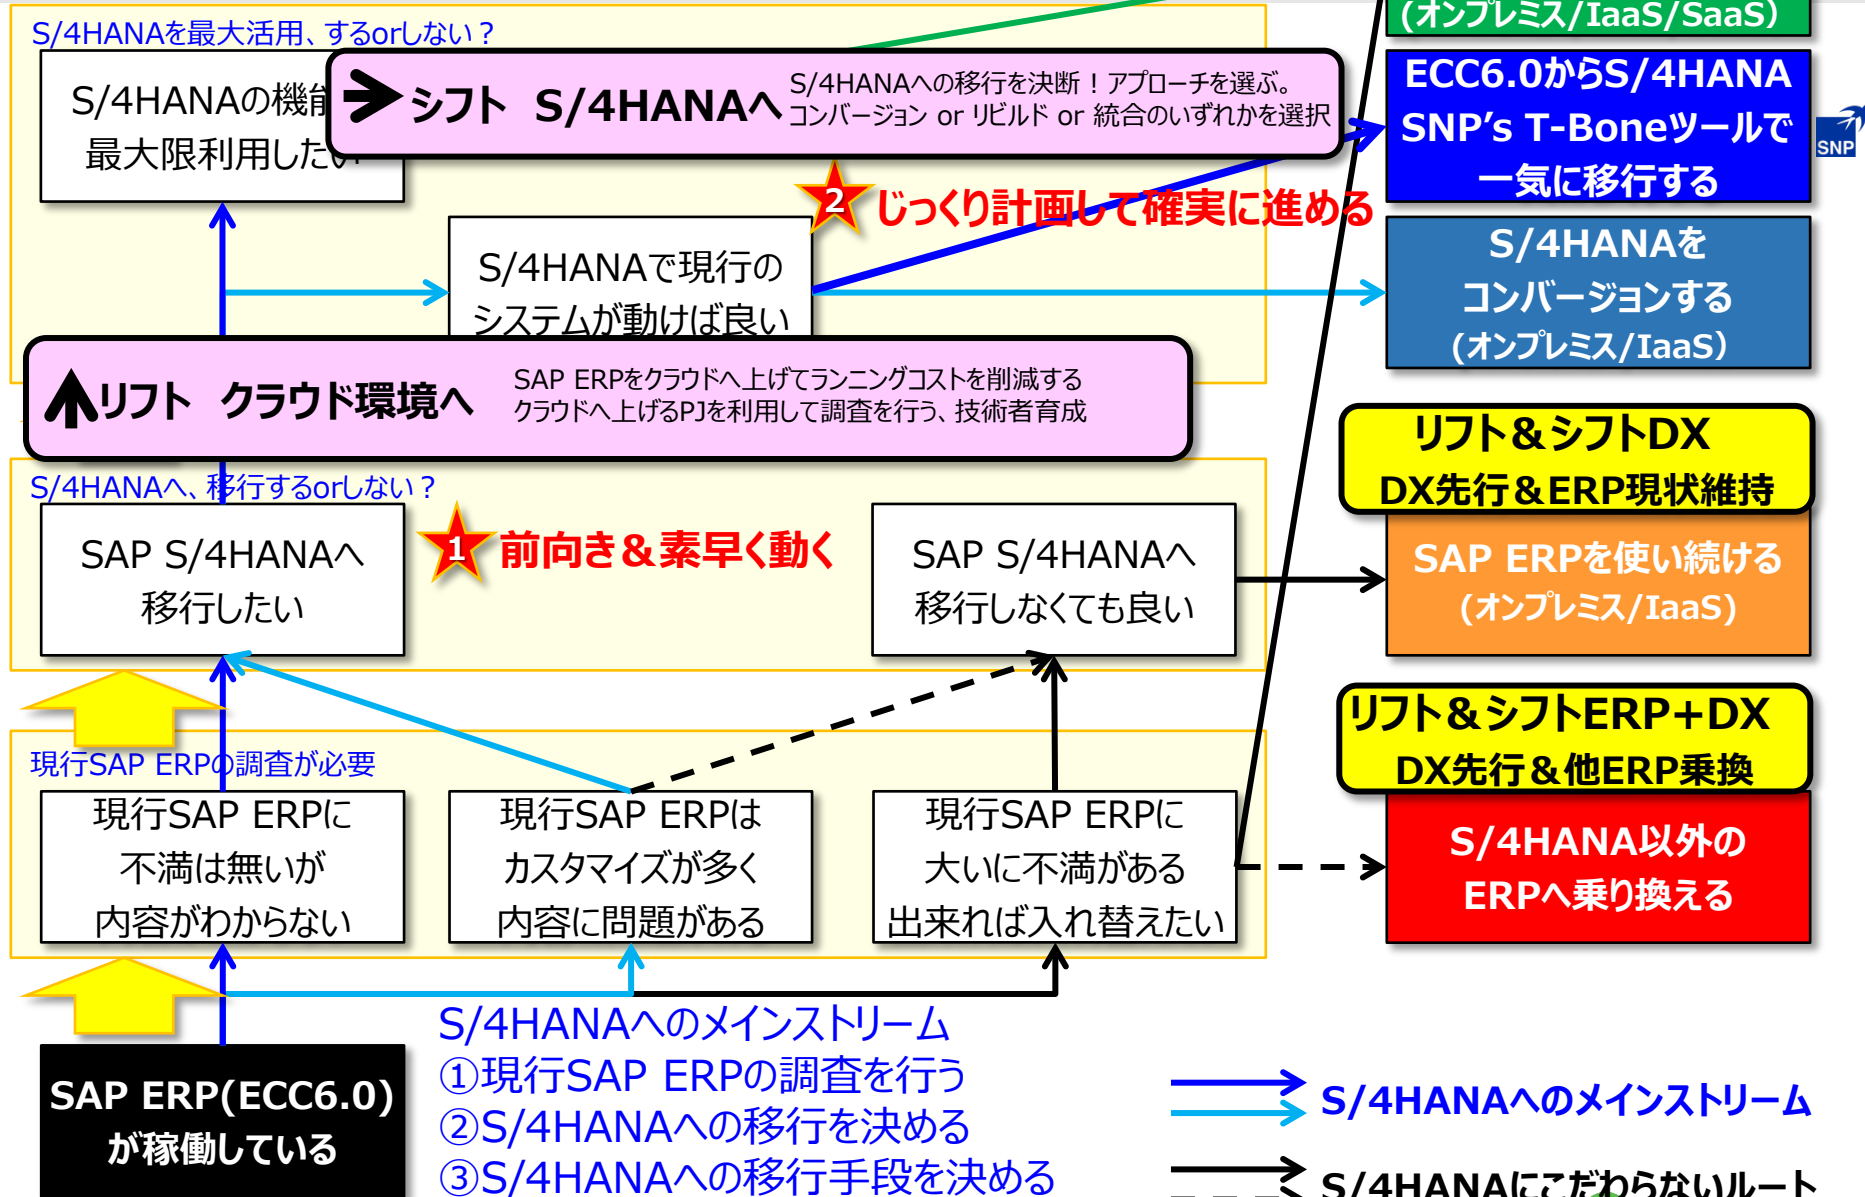 (オンプレミス/IaaS/SaaS)
S/4HANAを最大活用、するorしない？
S/4HANAの機能
最大限利用したい
シフト S/4HANAへ
S/4HANAへの移行を決断！アプローチを選ぶ。
コンバージョン or リビルド or 統合のいずれかを選択
ECC6.0からS/4HANA
SNP's T-Boneツールで
一気に移行する
SNP
2
じっくり計画して確実に進める
S/4HANAで現行の
システムが動けば良い
S/4HANAを
コンバージョンする
(オンプレミス/IaaS)
リフト クラウド環境へ
SAP ERPをクラウドへ上げてランニングコストを削減する
クラウドへ上げるPJを利用して調査を行う、技術者育成
リフト＆シフトDX
DX先行＆ERP現状維持
S/4HANAへ、移行するorしない？
SAP S/4HANAへ
移行したい
1
前向き＆素早く動く
SAP S/4HANAへ
移行しなくても良い
SAP ERPを使い続ける
(オンプレミス/IaaS)
リフト＆シフトERP+DX
DX先行＆他ERP乗換
現行SAP ERPの調査が必要
現行SAP ERPに
不満は無いが
内容がわからない
現行SAP ERPは
カスタマイズが多く
内容に問題がある
現行SAP ERPに
大いに不満がある
出来れば入れ替えたい
S/4HANA以外の
ERPへ乗り換える
SAP ERP(ECC6.0)
が稼働している
S/4HANAへのメインストリーム
①現行SAP ERPの調査を行う
②S/4HANAへの移行を決める
③S/4HANAへの移行手段を決める
S/4HANAへのメインストリーム
S/4HANAにこだわらないルート